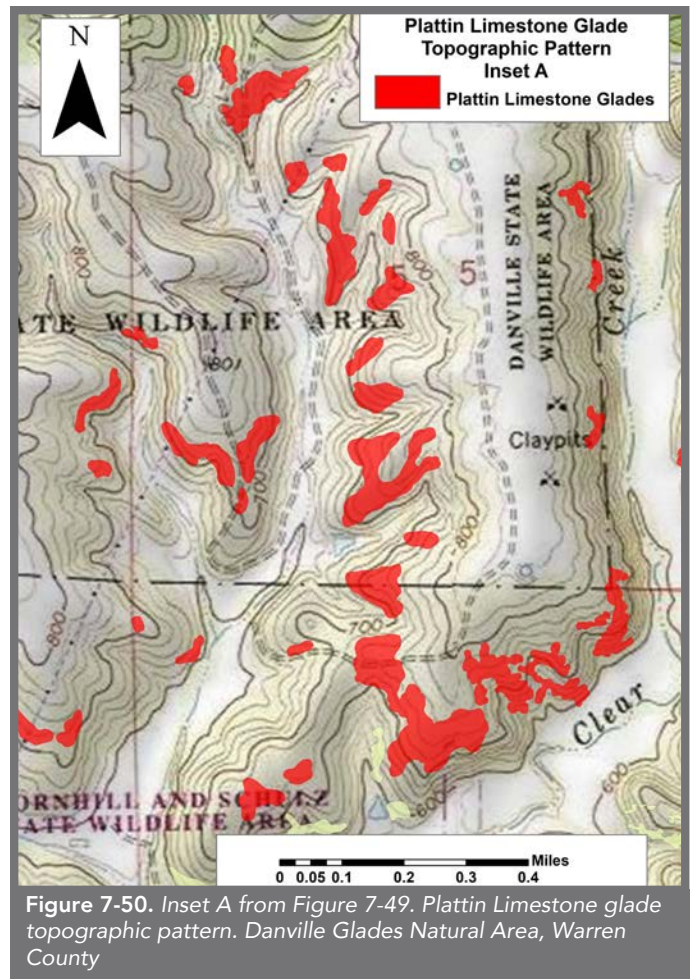 N
Plattin Limestone Glade
Topographic Pattern
Inset A
Plattin Limestone Glades
DANVILLE STATE
WILDLIFE AREA
800
800
5
5
Creek
ATE WILDLIFE AREA
801
Claypits
700
800
800
700
Clear
600
ORNHILL AND SCHULZ
ATE WILDLIFE AREA
600
Miles
0 0.05 0.1 0.2 0.3 0.4
Figure 7-50. Inset A from Figure 7-49. Plattin Limestone glade
topographic pattern. Danville Glades Natural Area, Warren
County